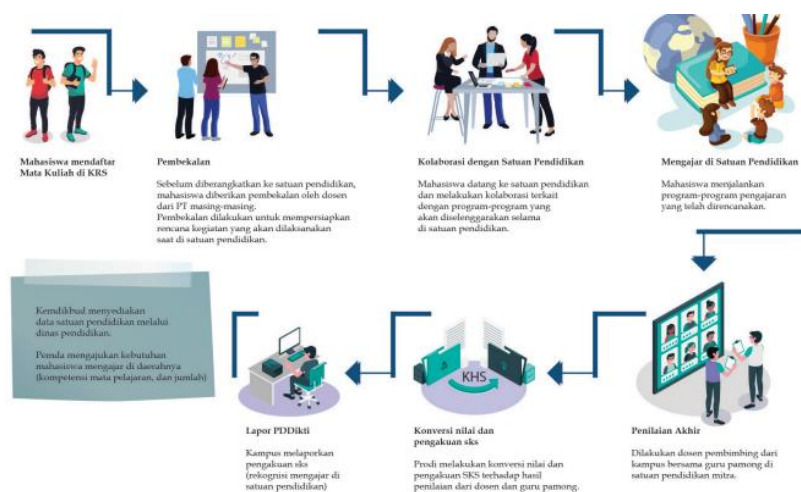 Mahasiswa mendaftar
Mata Kuliah di KRS
Pembekalan
Sebelum diberangkatkan ke satuan pendidikan,
mahasiswa diberikan pembekalan oleh dosen
dari PT masing-masing.
Pembekalan dilakukan untuk mempersiapkan
rencana kegiatan yang akan dilaksanakan
saat di satuan pendidikan.
Kolaborasi dengan Satuan Pendidikan
Mahasiswa datang ke satuan pendidikan
dan melakukan kolaborasi terkait
dengan program-program yang
akan diselenggarakan selama
di satuan pendidikan.
Mengajar di Satuan Pendidikan
Mahasiswa menjalankan
program-program pengajaran
yang telah direncanakan.
Kemdikbud menyediakan
data satuan pendidikan melalui
dinas pendidikan.
Pemda mengajukan kebutuhan
mahasiswa mengajar di daerahnya
(kompetensi mata pelajaran, dan jumlah)
Lapor PDDikti
Kampus melaporkan
pengakuan sks
(rekognisi mengajar di
satuan pendidikan)
KHS
Konversi nilai dan
pengakuan sks
Prodi melakukan konversi nilai dan
pengakuan SKS terhadap hasil
penilaian dari dosen dan guru pamong.
Penilaian Akhir
Dilakukan dosen pembimbing dari
kampus bersama guru pamong di
satuan pendidikan mitra.